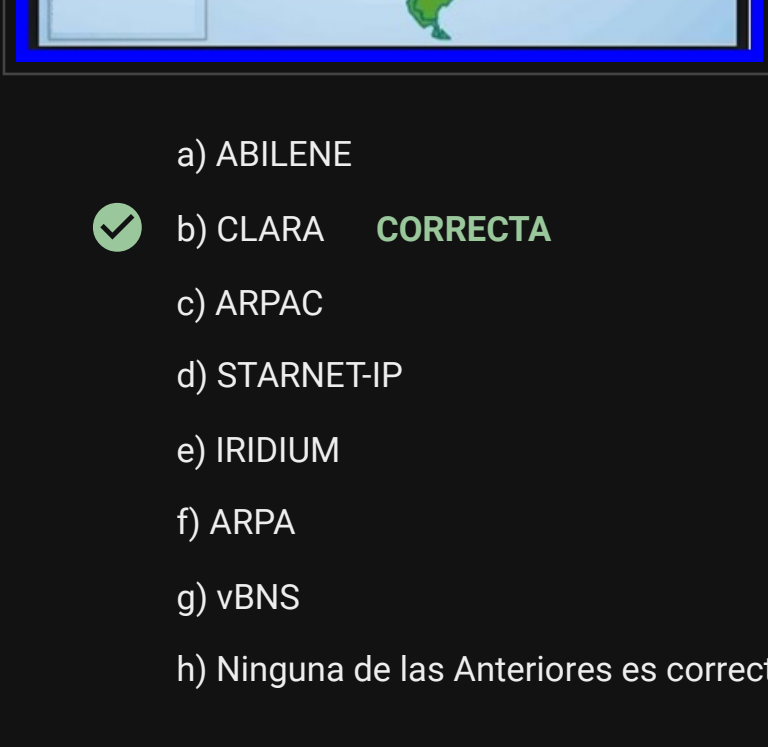 a) ABILENE
b) CLARA CORRECTA
c) ARPAC
d) STARNET-IP
e) IRIDIUM
f) ARPA
g) vBNS
h) Ninguna de las Anteriores es correct